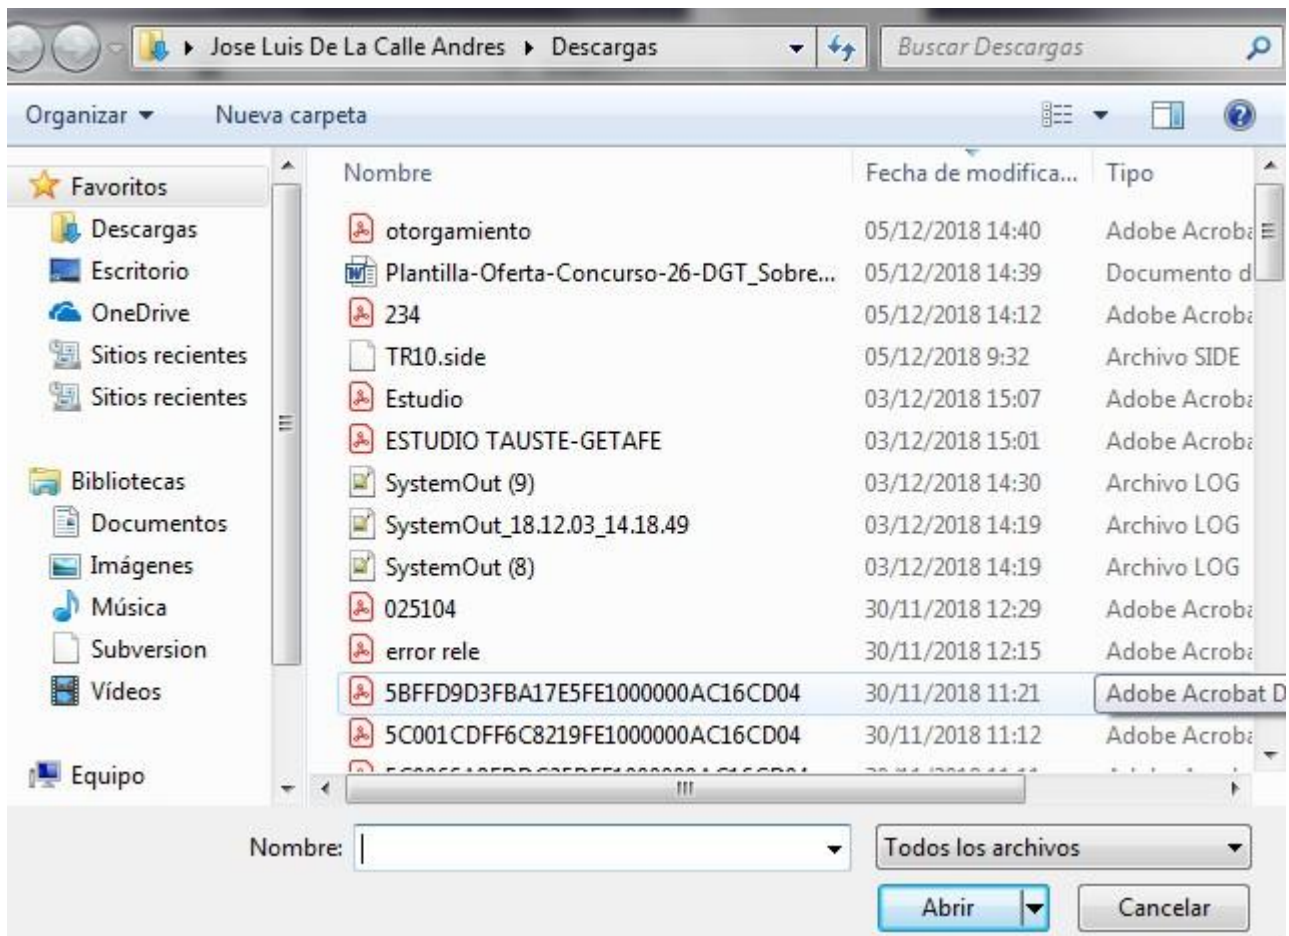 Jose Luis De La Calle Andres Descargas Buscar Descargas
Organizar Nueva carpeta
Nombre Fecha de modifica... Tipo
Favoritos
Descargas
Escritorio
OneDrive
Sitios recientes
Sitios recientes
Bibliotecas
Documentos
Imágenes
Música
Subversion
Vídeos
Equipo
otorgamiento 05/12/2018 14:40 Adobe Acroba
Plantilla-Oferta-Concurso-26-DGT_Sobre... 05/12/2018 14:39 Documento d
234 05/12/2018 14:12 Adobe Acroba
TR10.side 05/12/2018 9:32 Archivo SIDE
Estudio 03/12/2018 15:07 Adobe Acroba
ESTUDIO TAUSTE-GETAFE 03/12/2018 15:01 Adobe Acroba
SystemOut (9) 03/12/2018 14:30 Archivo LOG
SystemOut_18.12.03_14.18.49 03/12/2018 14:19 Archivo LOG
SystemOut (8) 03/12/2018 14:19 Archivo LOG
025104 30/11/2018 12:29 Adobe Acroba
error rele 30/11/2018 12:15 Adobe Acroba
5BFFD9D3FBA17E5FE1000000AC16CD04 30/11/2018 11:21 Adobe Acrobat D
5C001CDFF6C8219FE1000000AC16CD04 30/11/2018 11:12 Adobe Acroba
Nombre: Todos los archivos
Abrir Cancelar